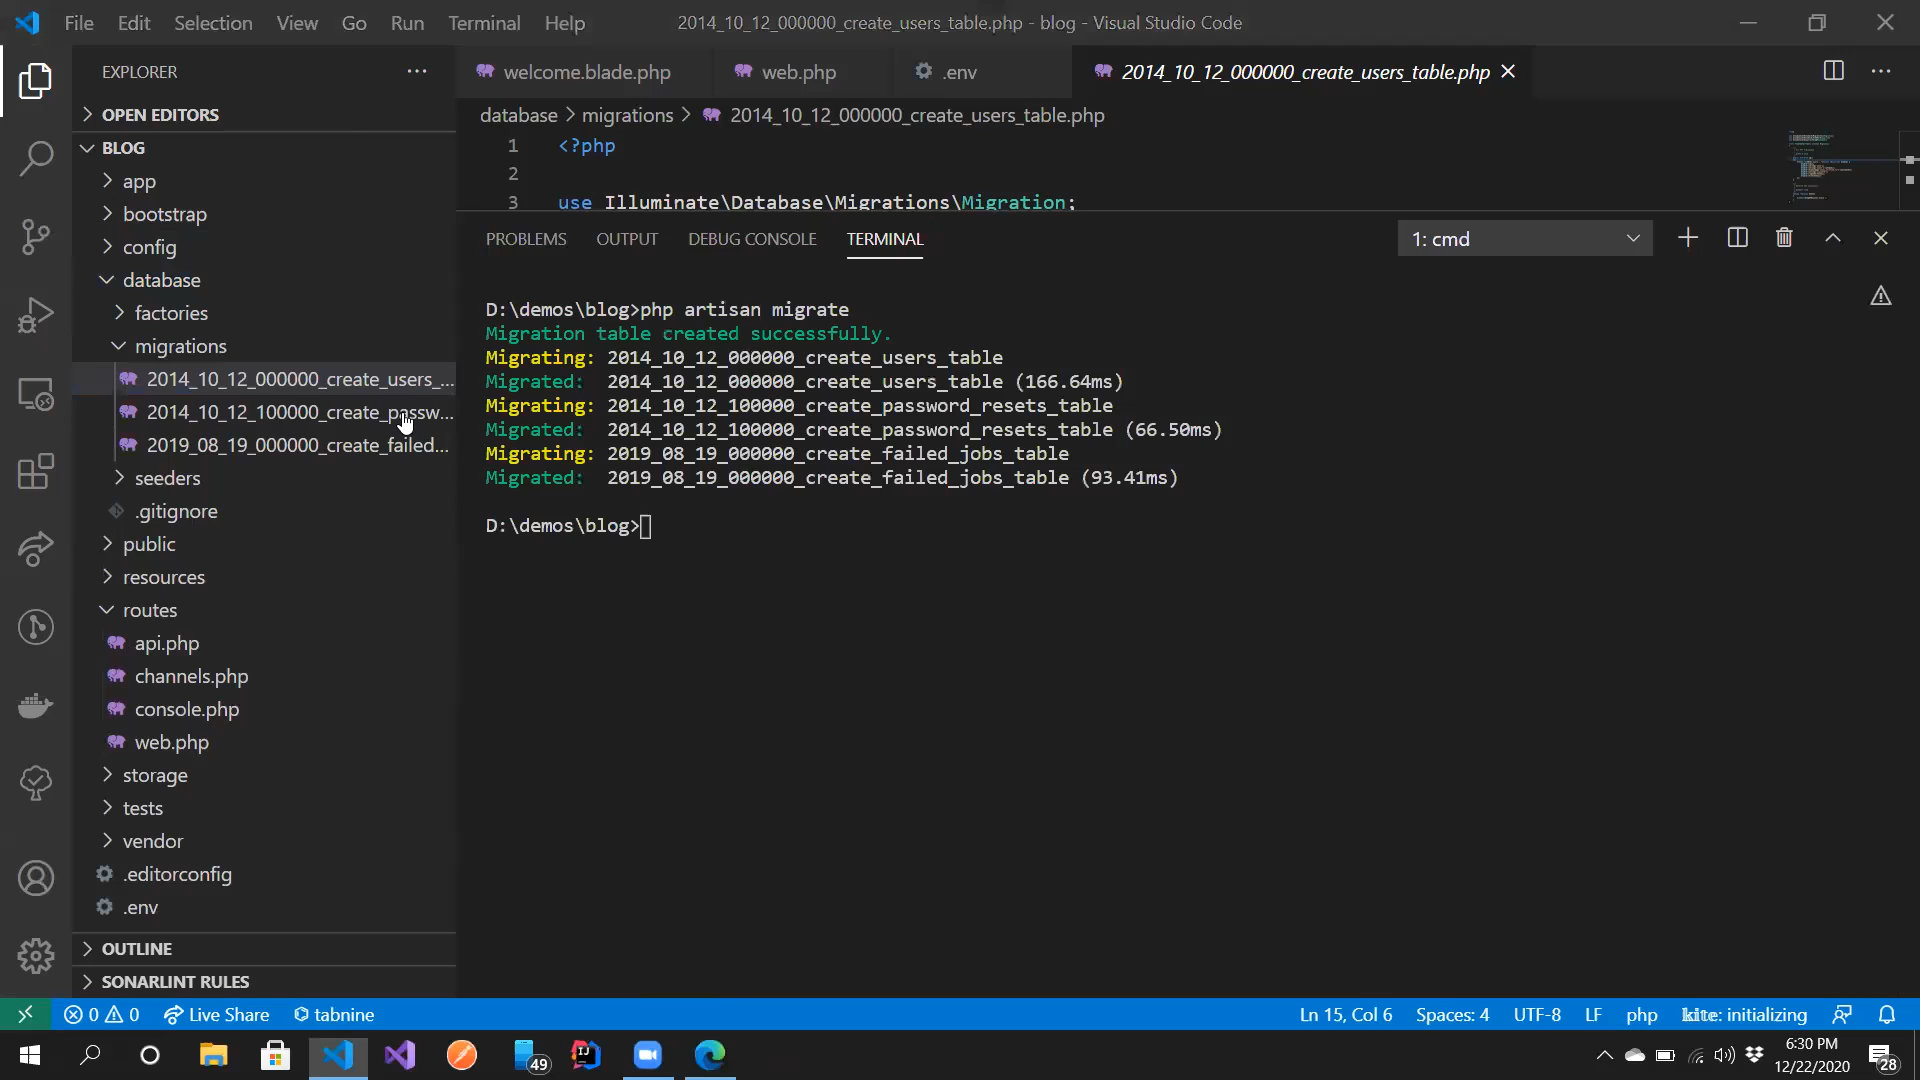 File Edit Selection View Go Run Terminal Help 2014_10_12_000000_create_users_table.php - blog - Visual Studio Code
EXPLORER
OPEN EDITORS
BLOG
app
bootstrap
config
database
factories
migrations
2014_10_12_000000_create_users_...
2014_10_12_100000_create_passw...
2019_08_19_000000_create_failed...
seeders
.gitignore
public
resources
routes
api.php
channels.php
console.php
web.php
storage
tests
vendor
.editorconfig
.env
OUTLINE
SONARLINT RULES
welcome.blade.php web.php .env 2014_10_12_000000_create_users_table.php
database > migrations > 2014_10_12_000000_create_users_table.php
1 <?php
2
3 use Illuminate\Database\Migrations\Migration;
PROBLEMS OUTPUT DEBUG CONSOLE TERMINAL 1: cmd
D:\demos\blog>php artisan migrate
Migration table created successfully.
Migrating: 2014_10_12_000000_create_users_table
Migrated: 2014_10_12_000000_create_users_table (166.64ms)
Migrating: 2014_10_12_100000_create_password_resets_table
Migrated: 2014_10_12_100000_create_password_resets_table (66.50ms)
Migrating: 2019_08_19_000000_create_failed_jobs_table
Migrated: 2019_08_19_000000_create_failed_jobs_table (93.41ms)
D:\demos\blog>
0 0 Live Share tabnine Ln 15, Col 6 Spaces: 4 UTF-8 LF php kite: initializing
49
6:30 PM
12/22/2020
28